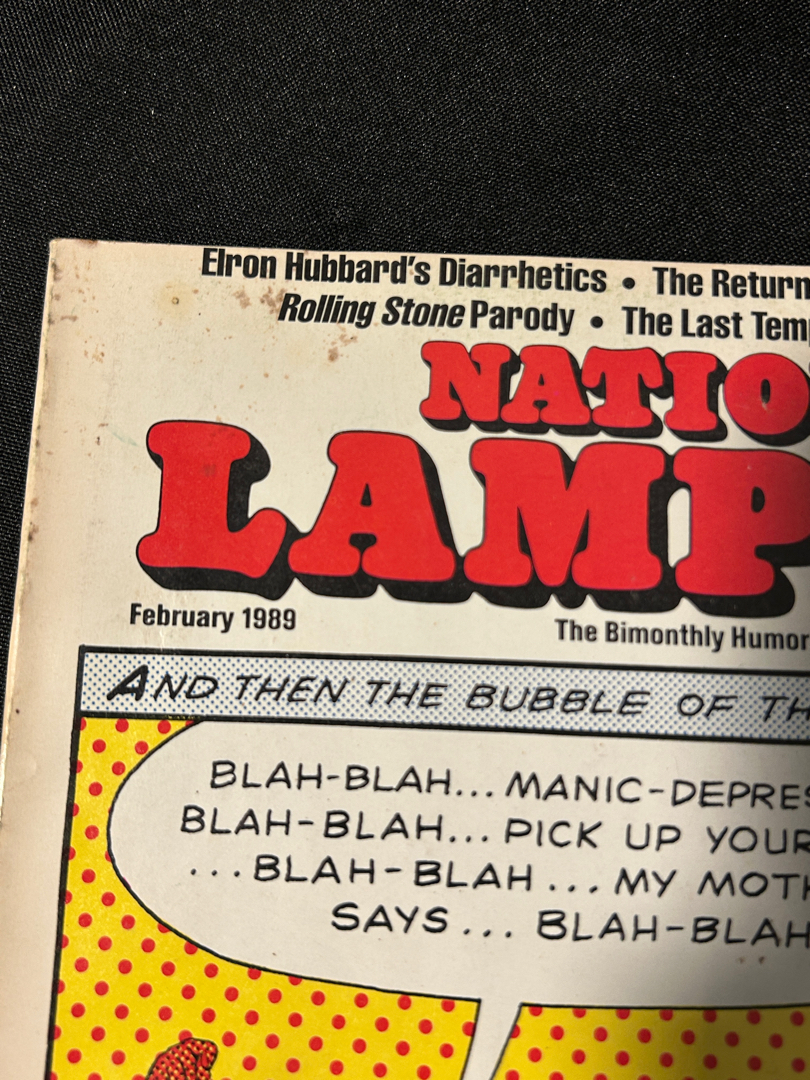 Elron Hubbard's Diarrhetics • The Return
Rolling Stone Parody • The Last Tem
NATIO
LAMP
February 1989
The Bimonthly Humor
AND THEN THE BUBBLE OF TH
BLAH-BLAH... MANIC-DEPRES
BLAH-BLAH... PICK UP YOUR
...BLAH-BLAH... MY MOTH
SAYS... BLAH-BLAH